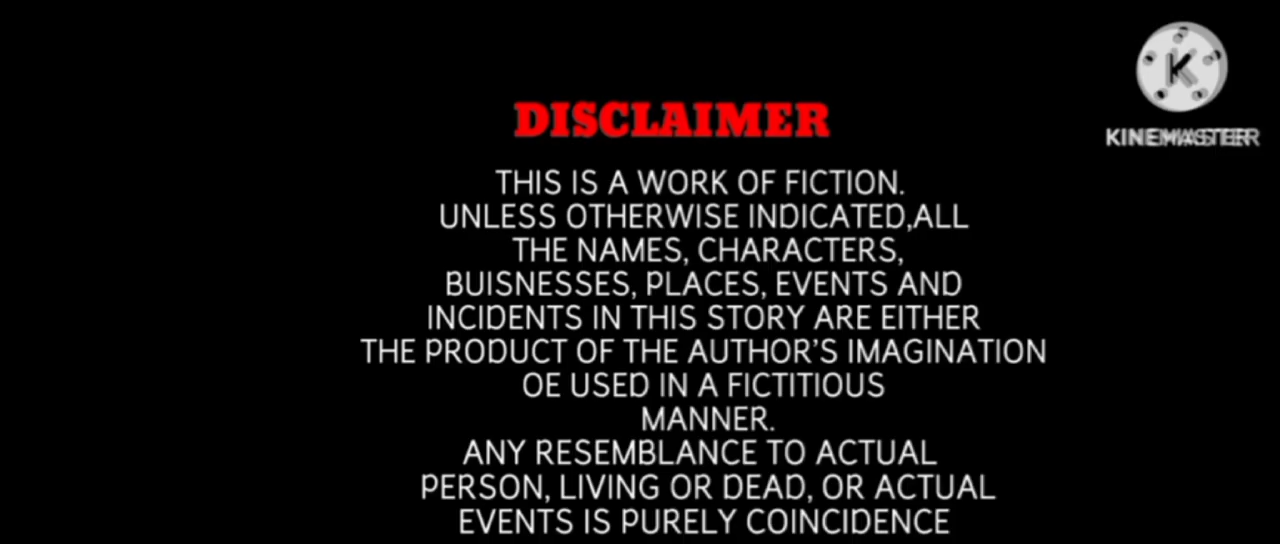 DISCLAIMER
THIS IS A WORK OF FICTION.
UNLESS OTHERWISE INDICATED,ALL
THE NAMES, CHARACTERS,
BUISNESSES, PLACES, EVENTS AND
INCIDENTS IN THIS STORY ARE EITHER
THE PRODUCT OF THE AUTHOR'S IMAGINATION
OE USED IN A FICTITIOUS
MANNER.
ANY RESEMBLANCE TO ACTUAL
PERSON, LIVING OR DEAD, OR ACTUAL
EVENTS IS PURELY COINCIDENCE
K
KINEMASTER